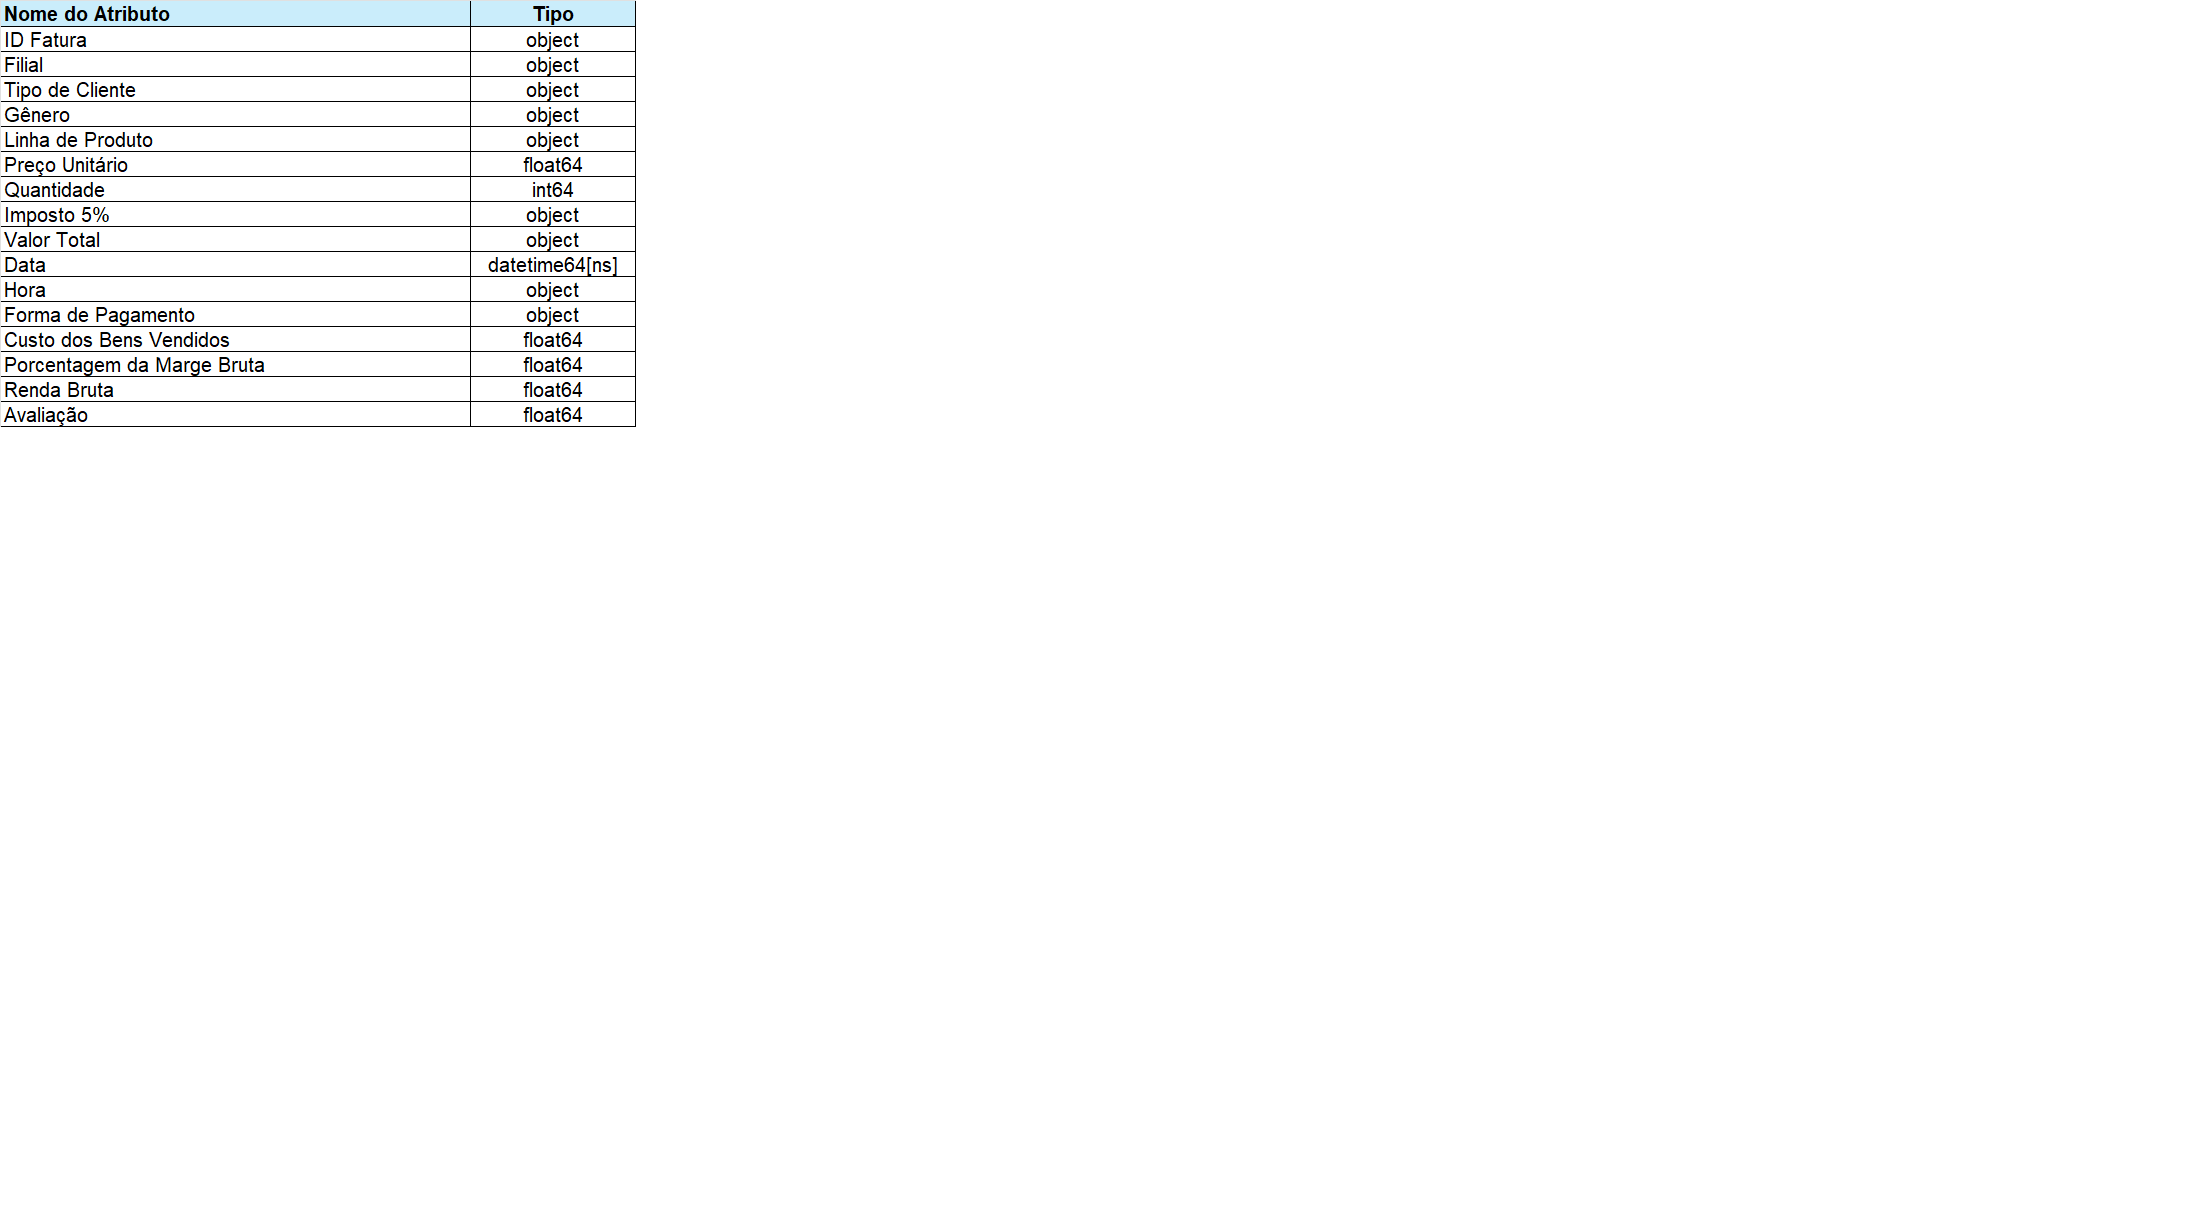 Nome do Atributo Tipo
ID Fatura object
Filial object
Tipo de Cliente object
Gênero object
Linha de Produto object
Preço Unitário float64
Quantidade int64
Imposto 5% object
Valor Total object
Data datetime64[ns]
Hora object
Forma de Pagamento object
Custo dos Bens Vendidos float64
Porcentagem da Marge Bruta float64
Renda Bruta float64
Avaliação float64